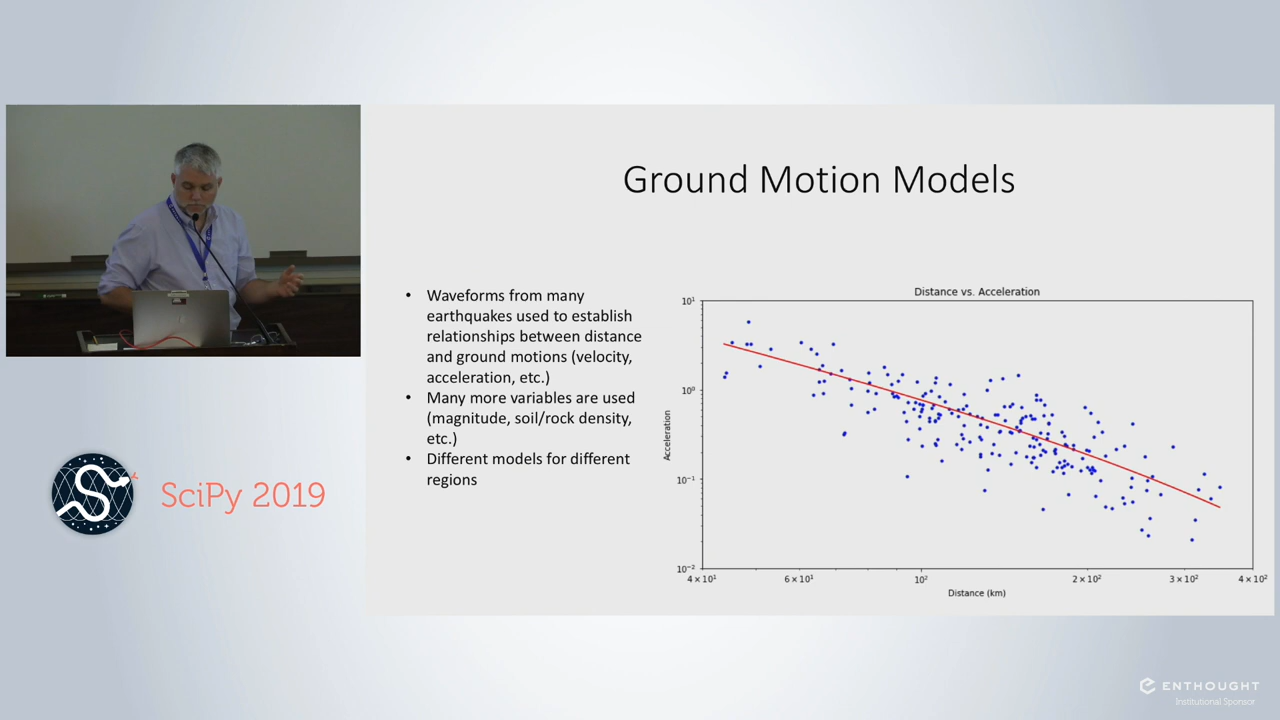 Ground Motion Models
• Waveforms from many
earthquakes used to establish
relationships between distance
and ground motions (velocity,
acceleration, etc.)
• Many more variables are used
(magnitude, soil/rock density,
etc.)
• Different models for different
regions
Distance vs. Acceleration
10¹
10⁰
10⁻¹
10⁻²
Acceleration
4 × 10¹ 6 × 10¹ 10² 2 × 10² 3 × 10² 4 × 10²
Distance (km)
SciPy 2019
ENTHOUGHT
Institutional Sponsor